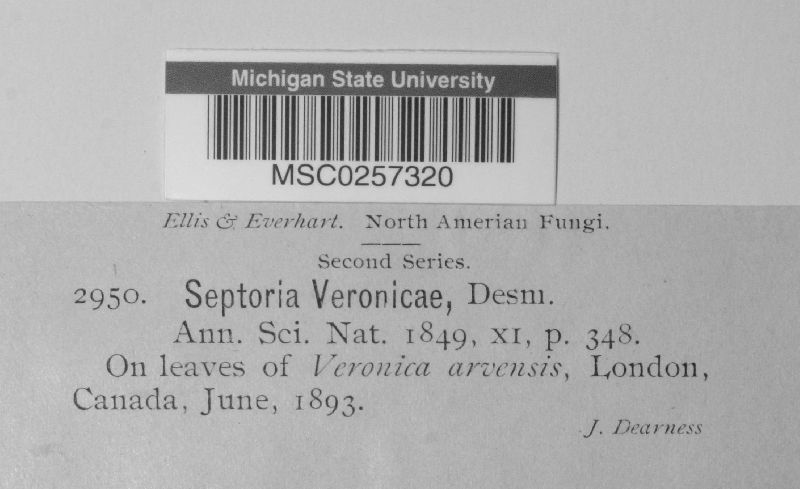 Michigan State University
MSC0257320
Ellis & Everhart. North Amerian Fungi.
Second Series.
2950. Septoria Veronicae, Desm.
Ann. Sci. Nat. 1849, XI, p. 348.
On leaves of Veronica arvensis, London,
Canada, June, 1893.
J. Dearness